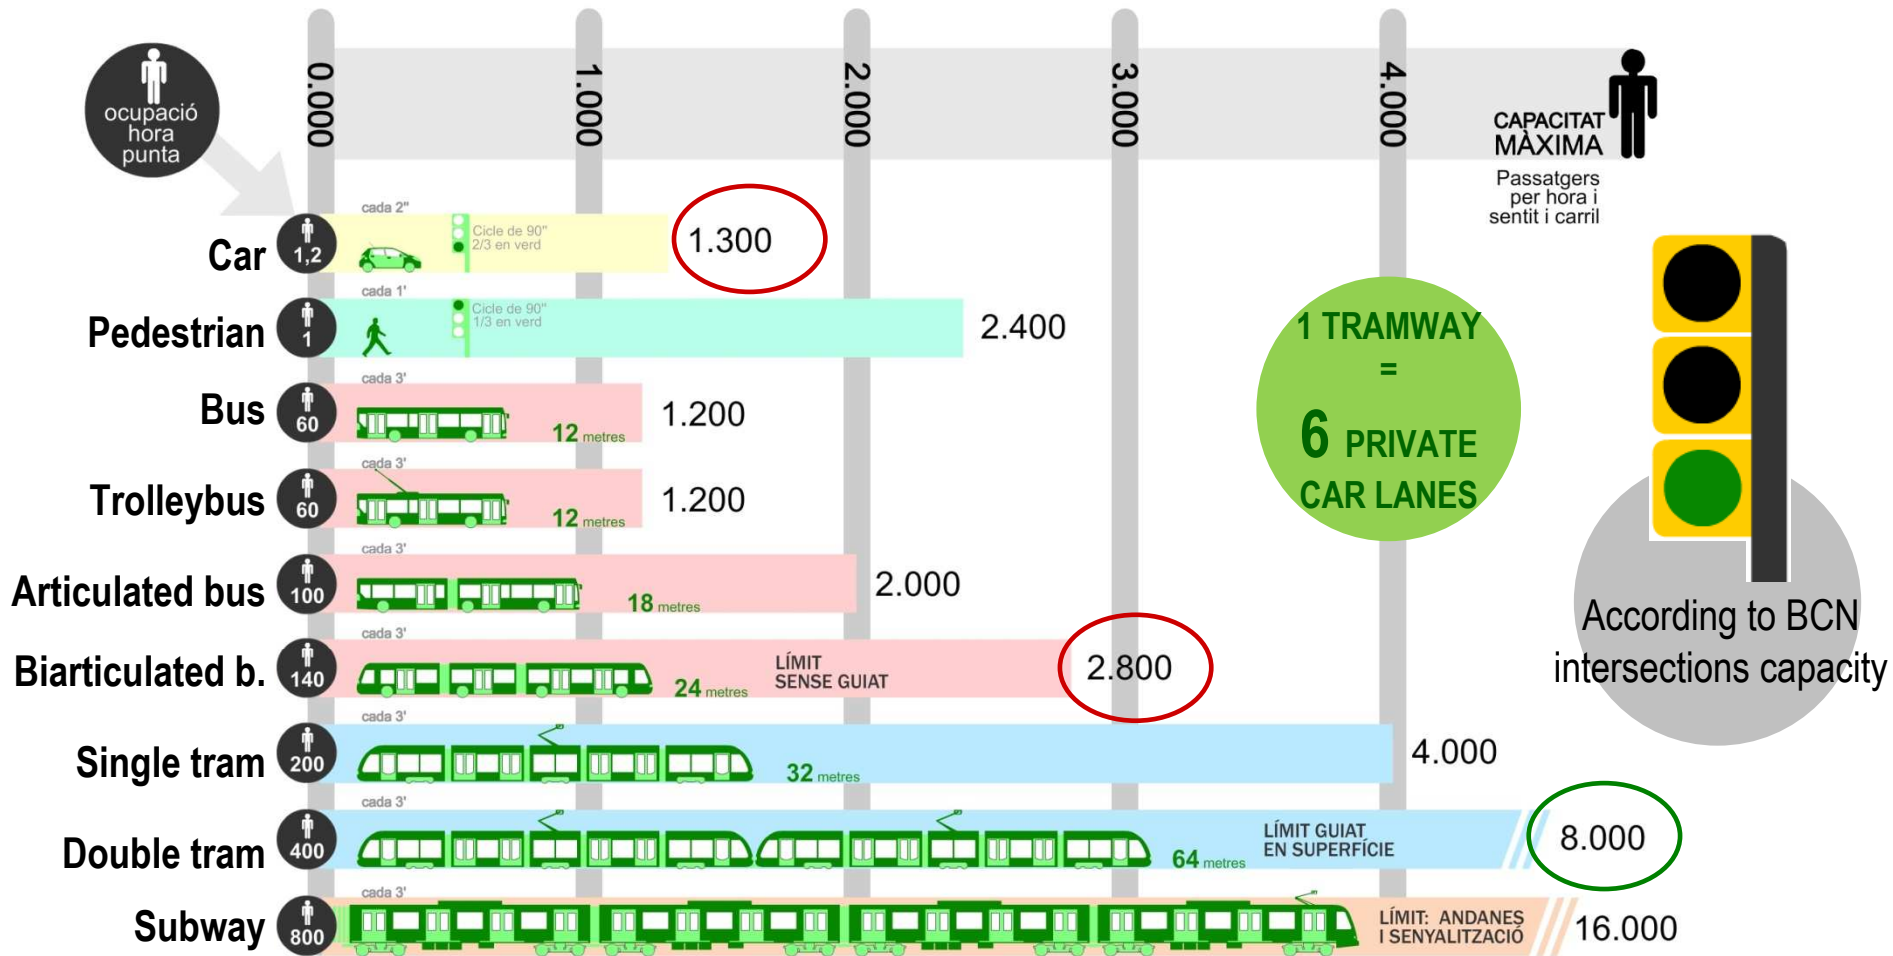 ocupació
hora
punta
0.000
1.000
2.000
3.000
4.000
CAPACITAT
MÀXIMA
Passatgers
per hora i
sentit i carril
Car
1,2
cada 2"
Cicle de 90"
2/3 en verd
1.300
Pedestrian
1
cada 1'
Cicle de 90"
1/3 en verd
2.400
Bus
60
cada 3'
12 metres
1.200
Trolleybus
60
cada 3'
12 metres
1.200
Articulated bus
100
cada 3'
18 metres
2.000
Biarticulated b.
140
cada 3'
24 metres
LÍMIT
SENSE GUIAT
2.800
Single tram
200
cada 3'
32 metres
4.000
Double tram
400
cada 3'
64 metres
LÍMIT GUIAT
EN SUPERFÍCIE
8.000
Subway
800
cada 3'
LÍMIT: ANDANES
I SENYALITZACIÓ
16.000
1 TRAMWAY
=
6 PRIVATE
CAR LANES
According to BCN
intersections capacity